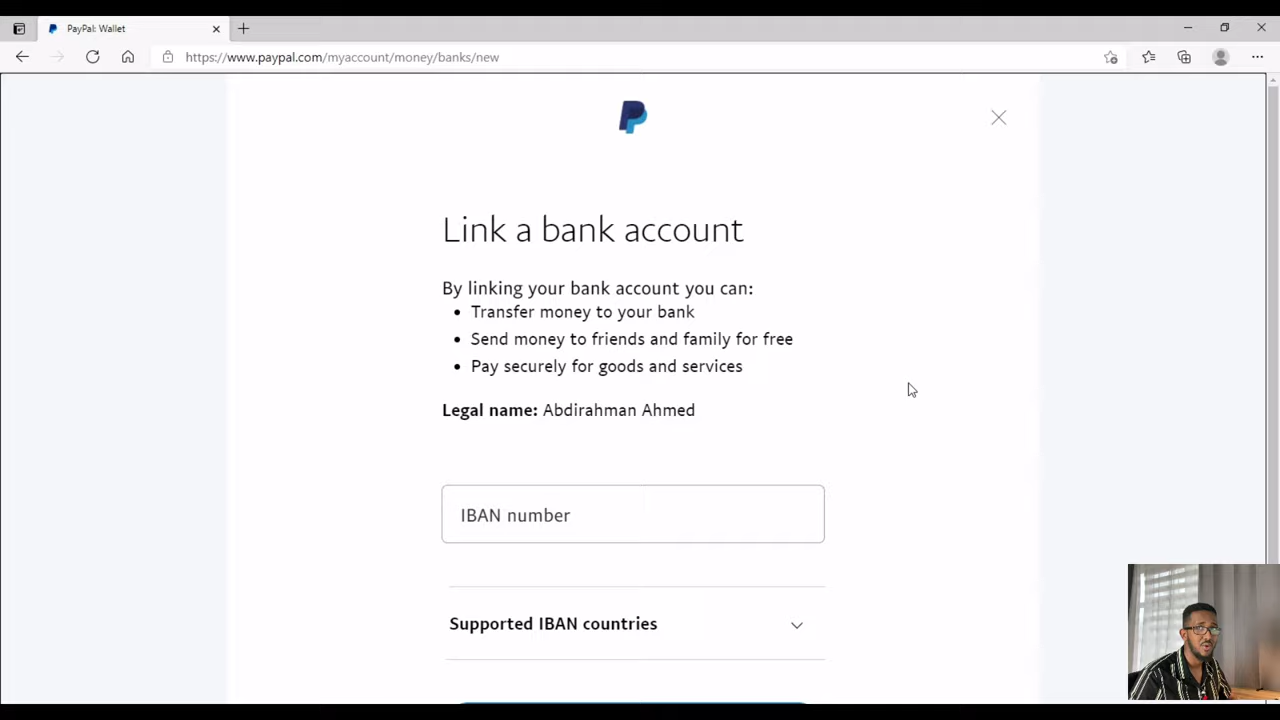 PayPal: Wallet
https://www.paypal.com/myaccount/money/banks/new
Link a bank account
By linking your bank account you can:
• Transfer money to your bank
• Send money to friends and family for free
• Pay securely for goods and services
Legal name: Abdirahman Ahmed
IBAN number
Supported IBAN countries